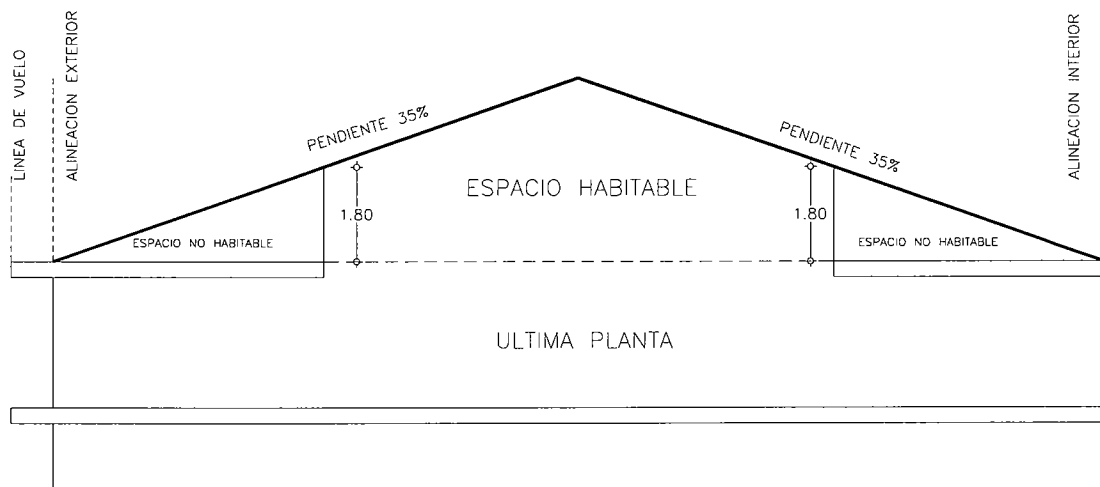 LINEA DE VUELO
ALINEACION EXTERIOR
ALINEACION INTERIOR
PENDIENTE 35%
PENDIENTE 35%
ESPACIO HABITABLE
1.80
1.80
ESPACIO NO HABITABLE
ESPACIO NO HABITABLE
ULTIMA PLANTA